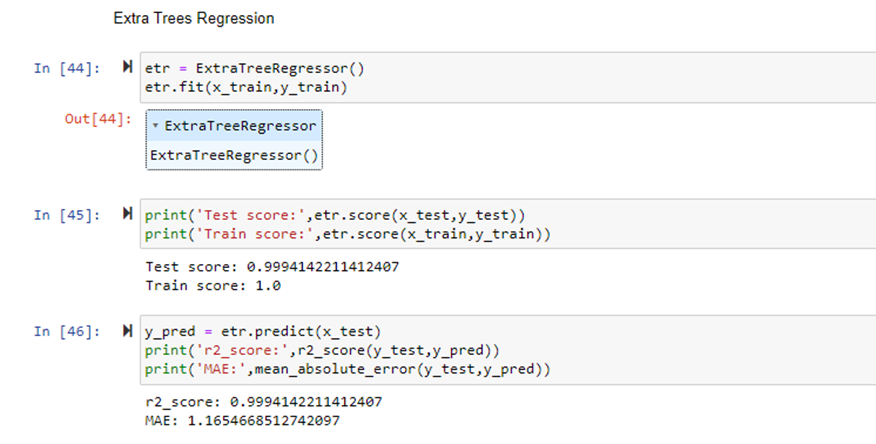 Extra Trees Regression
In [44]:
etr = ExtraTreeRegressor()
etr.fit(x_train,y_train)
Out[44]:
ExtraTreeRegressor
ExtraTreeRegressor()
In [45]:
print('Test score:',etr.score(x_test,y_test))
print('Train score:',etr.score(x_train,y_train))
Test score: 0.9994142211412407
Train score: 1.0
In [46]:
y_pred = etr.predict(x_test)
print('r2_score:',r2_score(y_test,y_pred))
print('MAE:',mean_absolute_error(y_test,y_pred))
r2_score: 0.9994142211412407
MAE: 1.1654668512742097